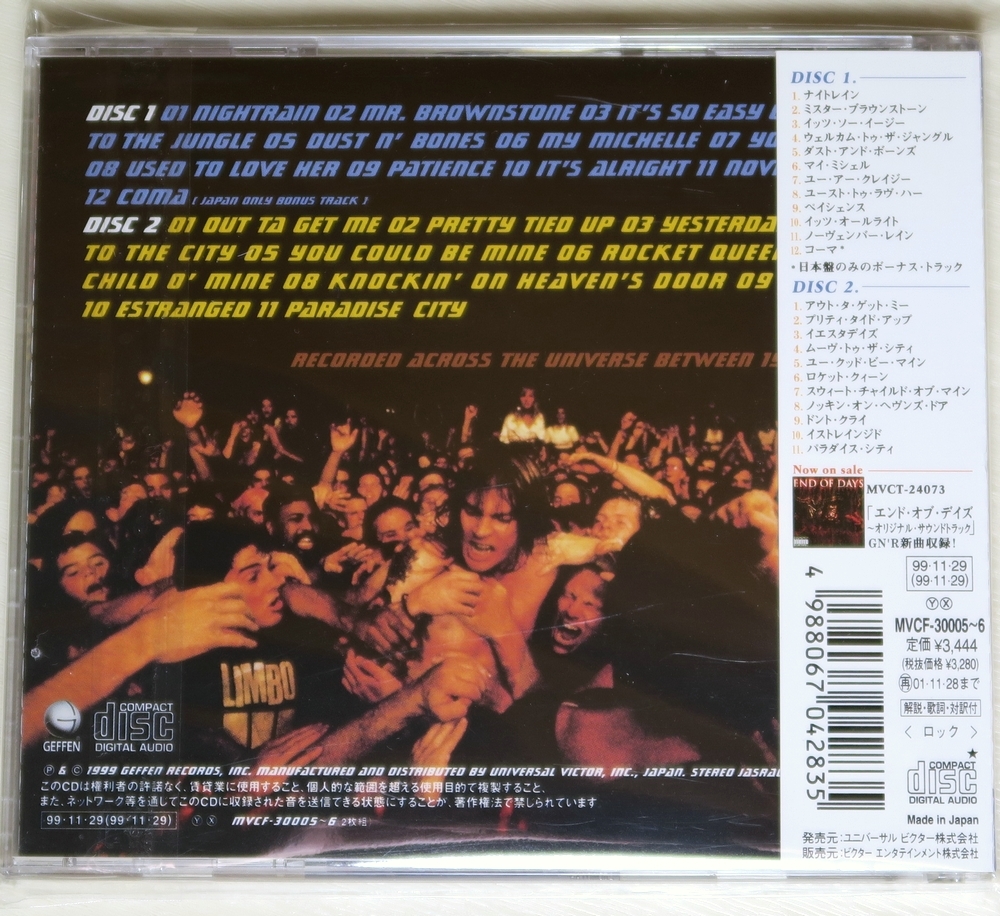 DISC 1 01 NIGHTRAIN 02 MR. BROWNSTONE 03 IT'S SO EASY
TO THE JUNGLE 05 DUST N' BONES 06 MY MICHELLE 07
08 USED TO LOVE HER 09 PATIENCE 10 IT'S ALRIGHT 11
12 COMA [ JAPAN ONLY BONUS TRACK ]
DISC 2 01 OUT TA GET ME 02 PRETTY TIED UP 03
TO THE CITY 05 YOU COULD BE MINE 06 ROCKET
CHILD O' MINE 08 KNOCKIN' ON HEAVEN'S DOOR 09
10 ESTRANGED 11 PARADISE CITY
RECORDED ACROSS THE UNIVERSE BETWEEN
LIMBO
GEFFEN
COMPACT
disc
DIGITAL AUDIO
Ⓟ & © 1999 GEFFEN RECORDS, INC. MANUFACTURED AND DISTRIBUTED BY UNIVERSAL VICTOR, INC., JAPAN. STEREO
このCDは権利者の許諾なく、賃貸業に使用すること、個人的な範囲を超える使用目的で複製すること、
また、ネットワーク等を通してこのCDに収録された音を送信できる状態にすることが、著作権法で禁じられています
99・11・29(99・11・29) Ⓨ Ⓧ MVCF-30005~6 2枚組
DISC 1.
1. ナイトレイン
2. ミスター・ブラウンストーン
3. イッツ・ソー・イージー
4. ウェルカム・トゥ・ザ・ジャングル
5. ダスト・アンド・ボーンズ
6. マイ・ミシェル
7. ユー・アー・クレイジー
8. ユースト・トゥ・ラヴ・ハー
9. ペイシェンス
10. イッツ・オールライト
11. ノーヴェンバー・レイン
12. コーマ*
*日本盤のみのボーナス・トラック
DISC 2.
1. アウト・タ・ゲット・ミー
2. プリティ・タイド・アップ
3. イエスタデイズ
4. ムーヴ・トゥ・ザ・シティ
5. ユー・クッド・ビー・マイン
6. ロケット・クィーン
7. スウィート・チャイルド・オブ・マイン
8. ノッキン・オン・ヘヴンズ・ドア
9. ドント・クライ
10. イストレインジド
11. パラダイス・シティ
Now on sale
END OF DAYS
MVCT-24073
「エンド・オブ・デイズ
~オリジナル・サウンドトラック」
GN'R新曲収録!
99・11・29
(99・11・29)
Ⓨ Ⓧ
MVCF-30005~6
定価 ¥3,444
(税抜価格 ¥3,280)
再 01・11・28まで
解説・歌詞・対訳付
〈 ロック 〉
★
4 988067 042835
COMPACT
disc
DIGITAL AUDIO
Made in Japan
発売元:ユニバーサル ビクター株式会社
販売元:ビクター エンタテインメント株式会社